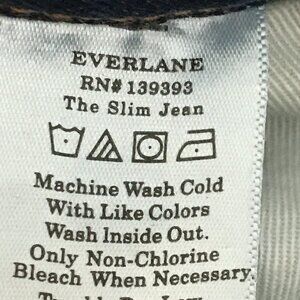 EVERLANE
RN# 139393
The Slim Jean
Machine Wash Cold
With Like Colors
Wash Inside Out.
Only Non-Chlorine
Bleach When Necessary